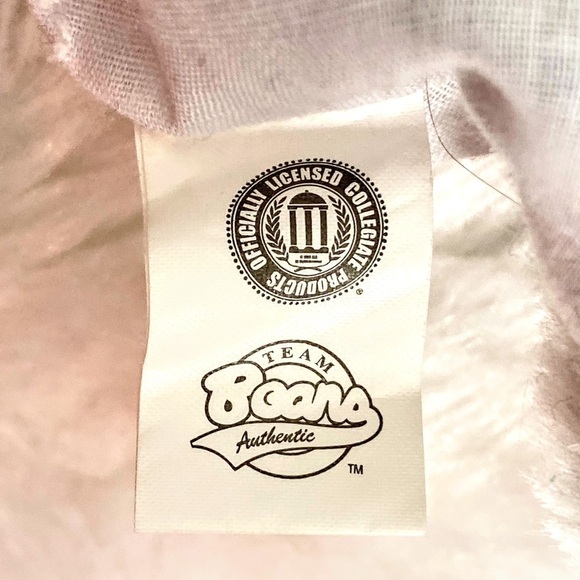 OFFICIALLY LICENSED COLLEGIATE PRODUCTS
®
TEAM
Beans
Authentic
TM